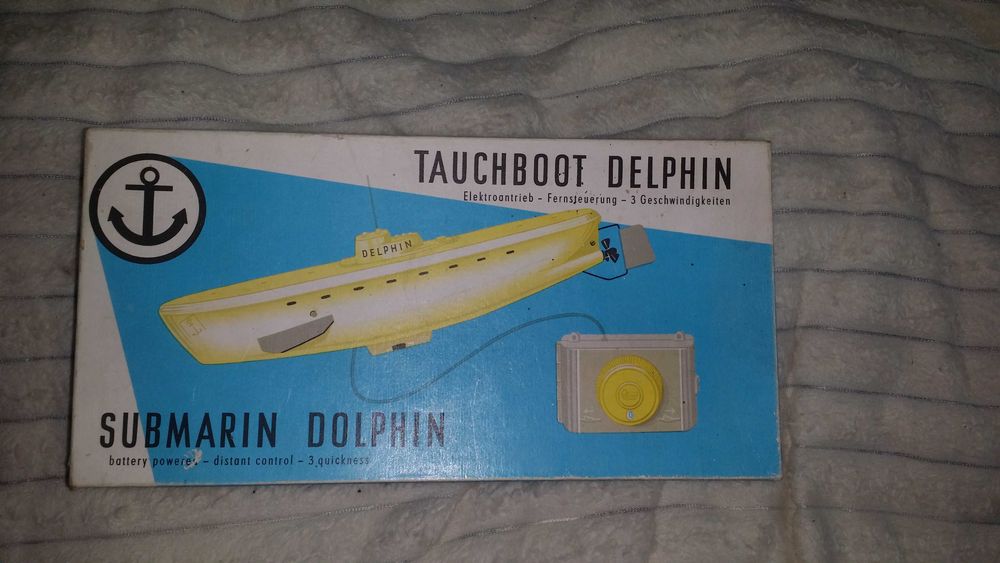 TAUCHBOOT DELPHIN
Elektroantrieb - Fernsteuerung - 3 Geschwindigkeiten
DELPHIN
SUBMARIN DOLPHIN
battery powered - distant control - 3 quickness